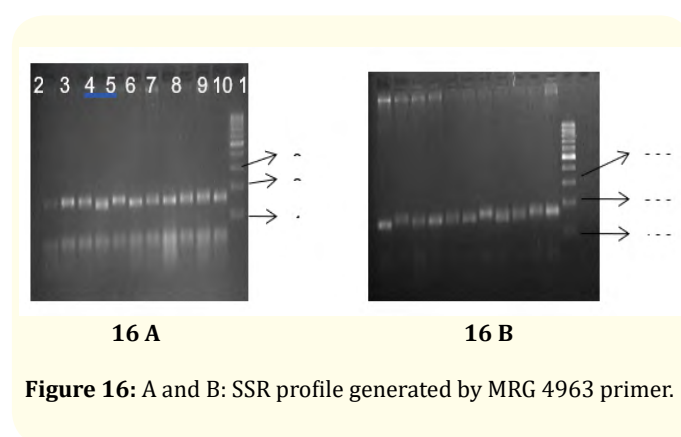 2 3 4 5 6 7 8 9 10 1
16 A
16 B
Figure 16: A and B: SSR profile generated by MRG 4963 primer.